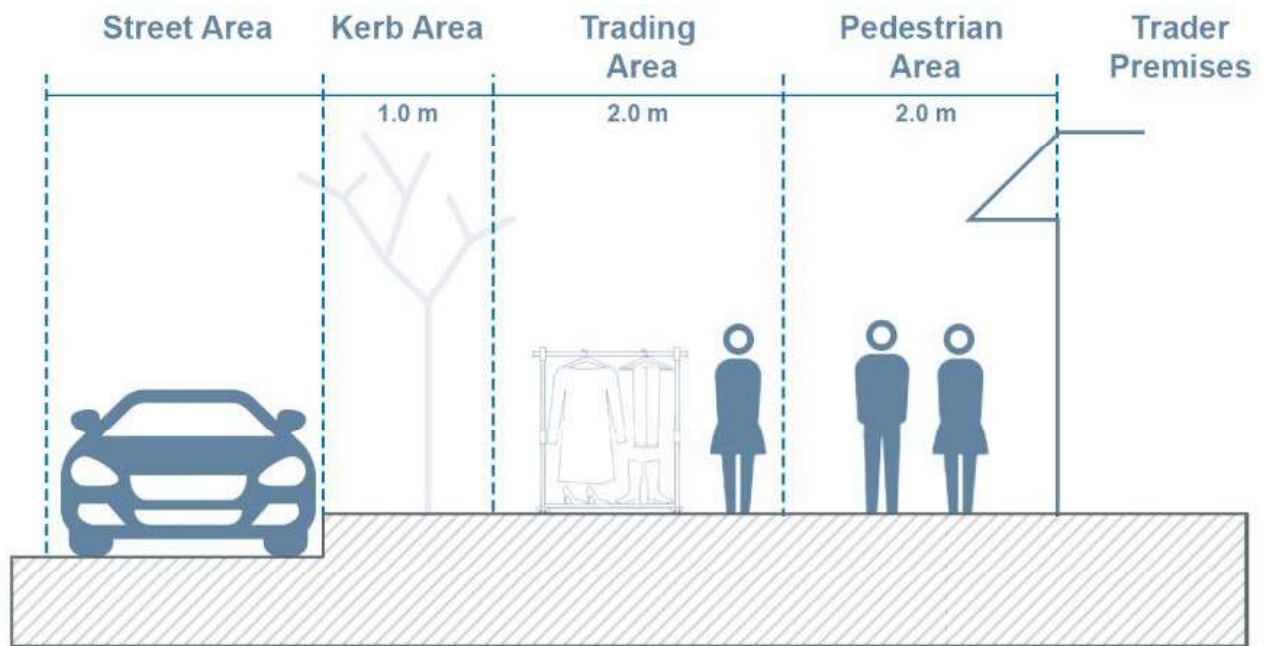 Street Area
Kerb Area
Trading
Area
Pedestrian
Area
Trader
Premises
1.0 m
2.0 m
2.0 m